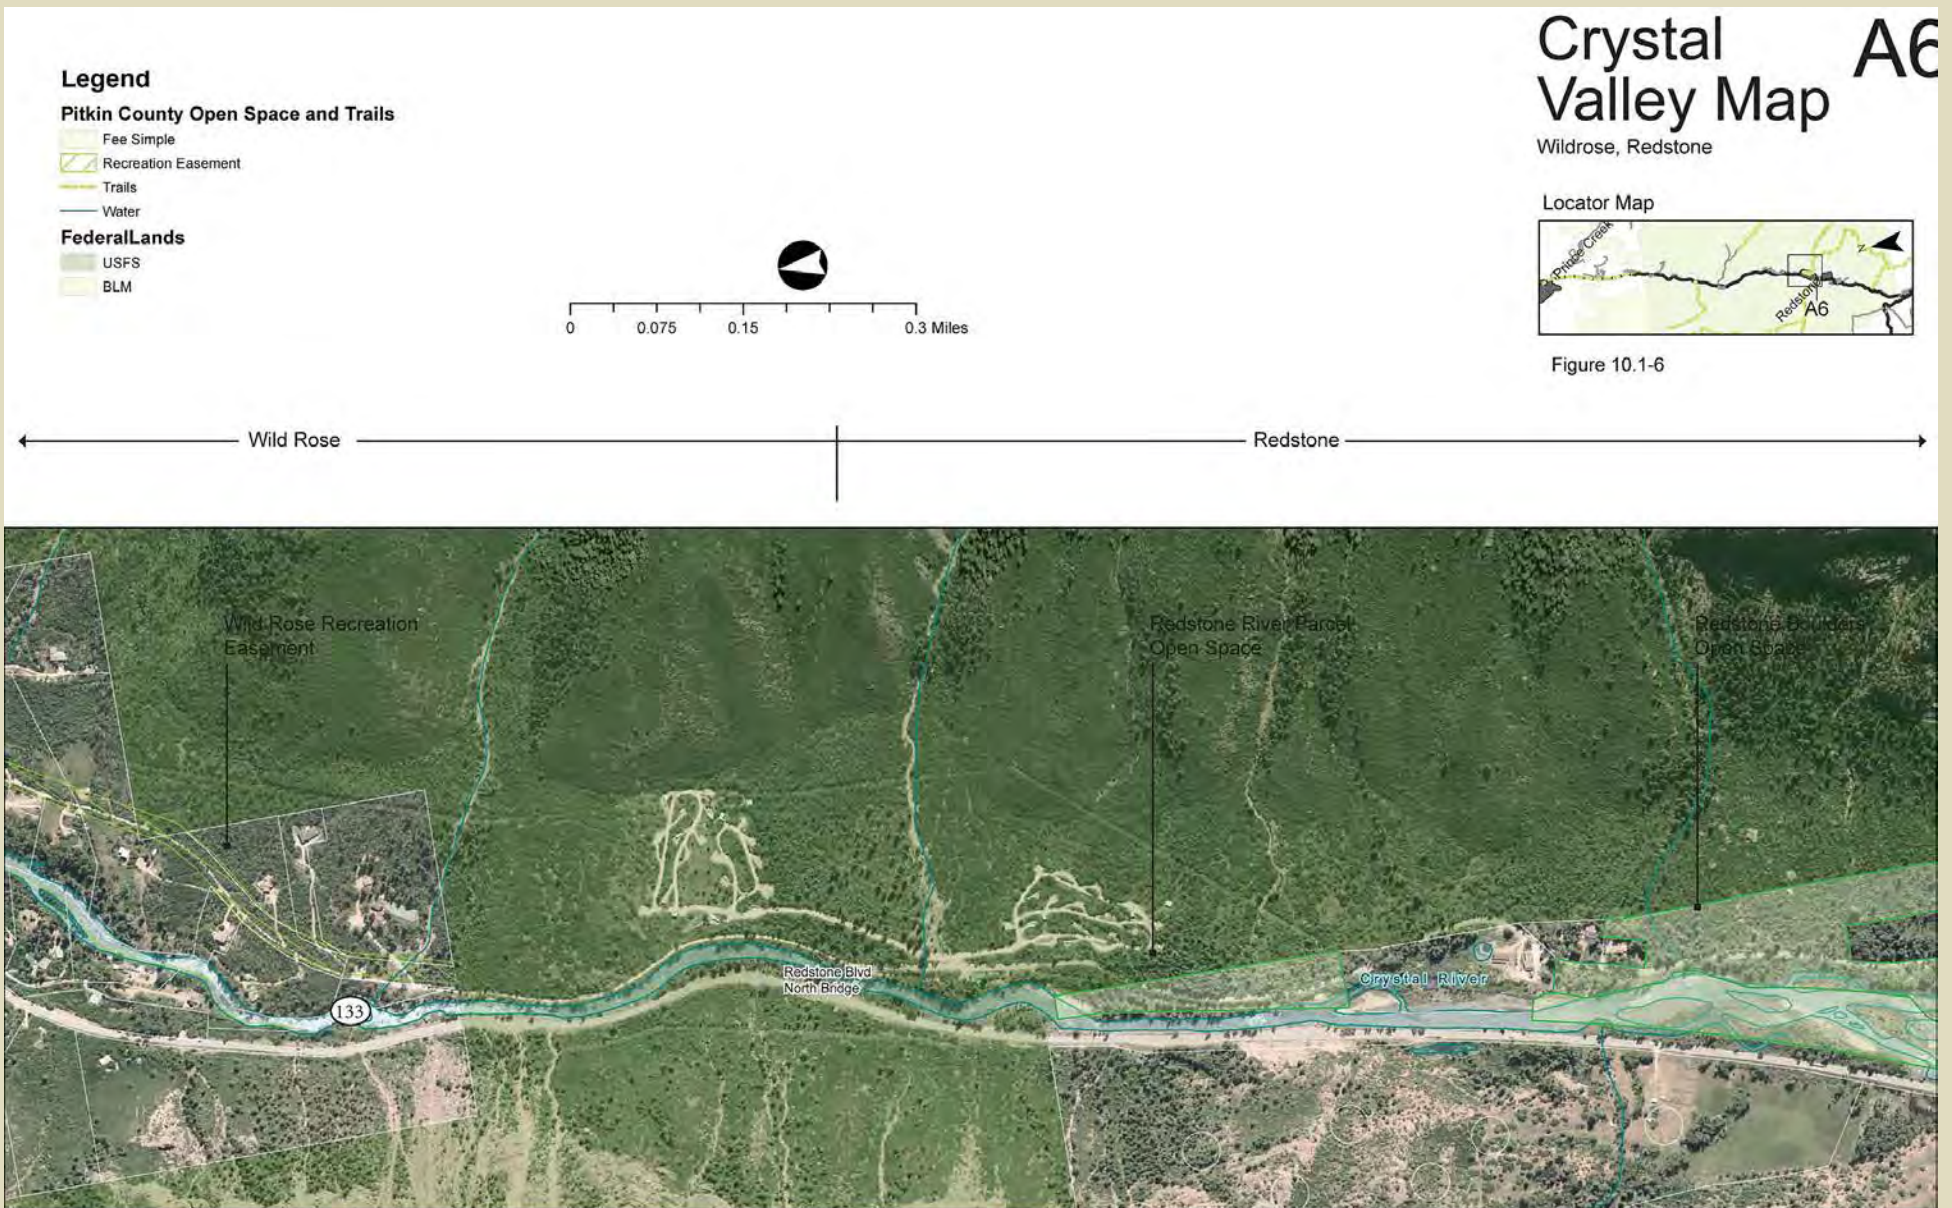 Crystal
Valley Map
A6
Wildrose, Redstone
Legend
Pitkin County Open Space and Trails
Fee Simple
Recreation Easement
Trails
Water
FederalLands
USFS
BLM
0 0.075 0.15 0.3 Miles
Locator Map
Prince Creek
N
Redstone
A6
Figure 10.1-6
Wild Rose
Redstone
Wild Rose Recreation
Easement
Redstone River Parcel
Open Space
Redstone Boulders
Open Space
Redstone Blvd
North Bridge
Crystal River
133